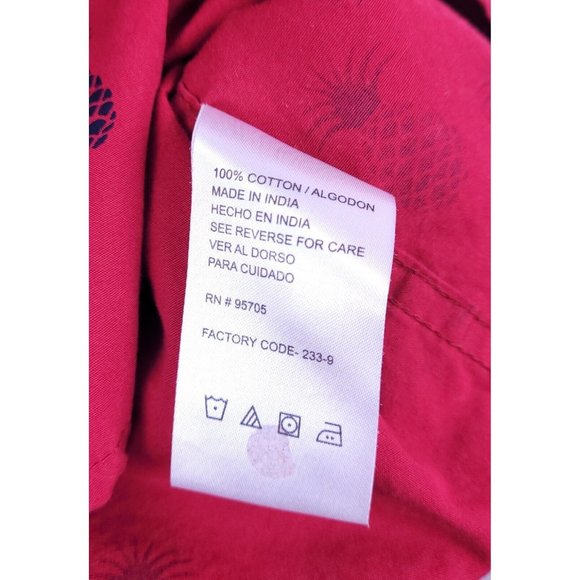 100% COTTON / ALGODON
MADE IN INDIA
HECHO EN INDIA
SEE REVERSE FOR CARE
VER AL DORSO
PARA CUIDADO
RN # 95705
FACTORY CODE- 233-9